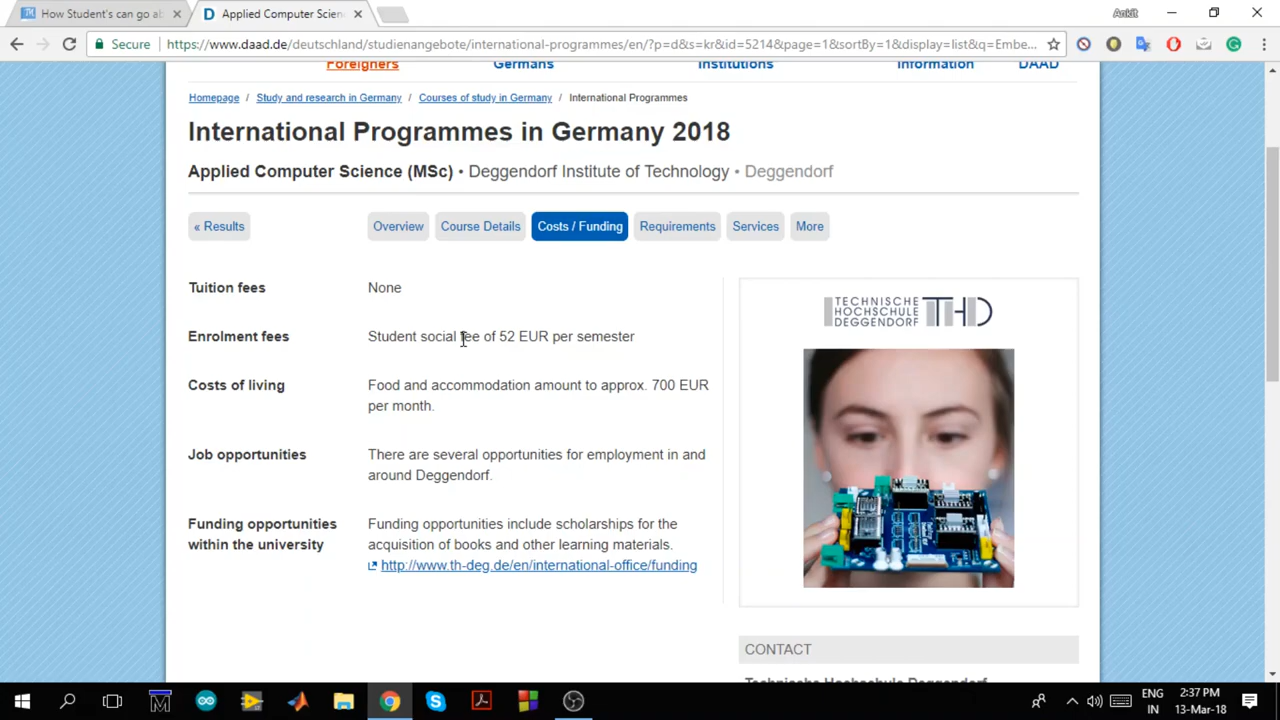 How Student's can go ab
Applied Computer Scienc
Ankit
Secure
https://www.daad.de/deutschland/studienangebote/international-programmes/en/?p=d&s=kr&id=5214&page=1&sortBy=1&display=list&q=Embe...
Foreigners
Germans
Institutions
Information
DAAD
Homepage / Study and research in Germany / Courses of study in Germany / International Programmes
International Programmes in Germany 2018
Applied Computer Science (MSc) • Deggendorf Institute of Technology • Deggendorf
« Results
Overview
Course Details
Costs / Funding
Requirements
Services
More
Tuition fees
None
Enrolment fees
Student social fee of 52 EUR per semester
Costs of living
Food and accommodation amount to approx. 700 EUR
per month.
Job opportunities
There are several opportunities for employment in and
around Deggendorf.
Funding opportunities
within the university
Funding opportunities include scholarships for the
acquisition of books and other learning materials.
http://www.th-deg.de/en/international-office/funding
TECHNISCHE
HOCHSCHULE
DEGGENDORF
THD
CONTACT
Technische Hochschule Deggendorf
ENG
IN
2:37 PM
13-Mar-18